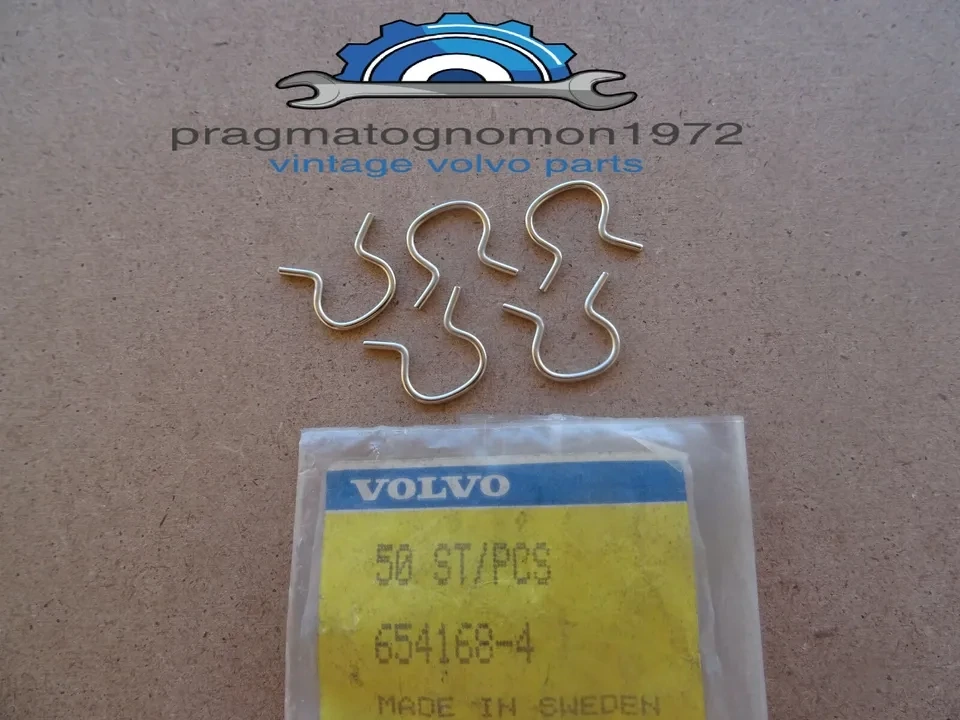 pragmatognomon1972
vintage volvo parts
VOLVO
50 ST/PCS
654168-4
MADE IN SWEDEN